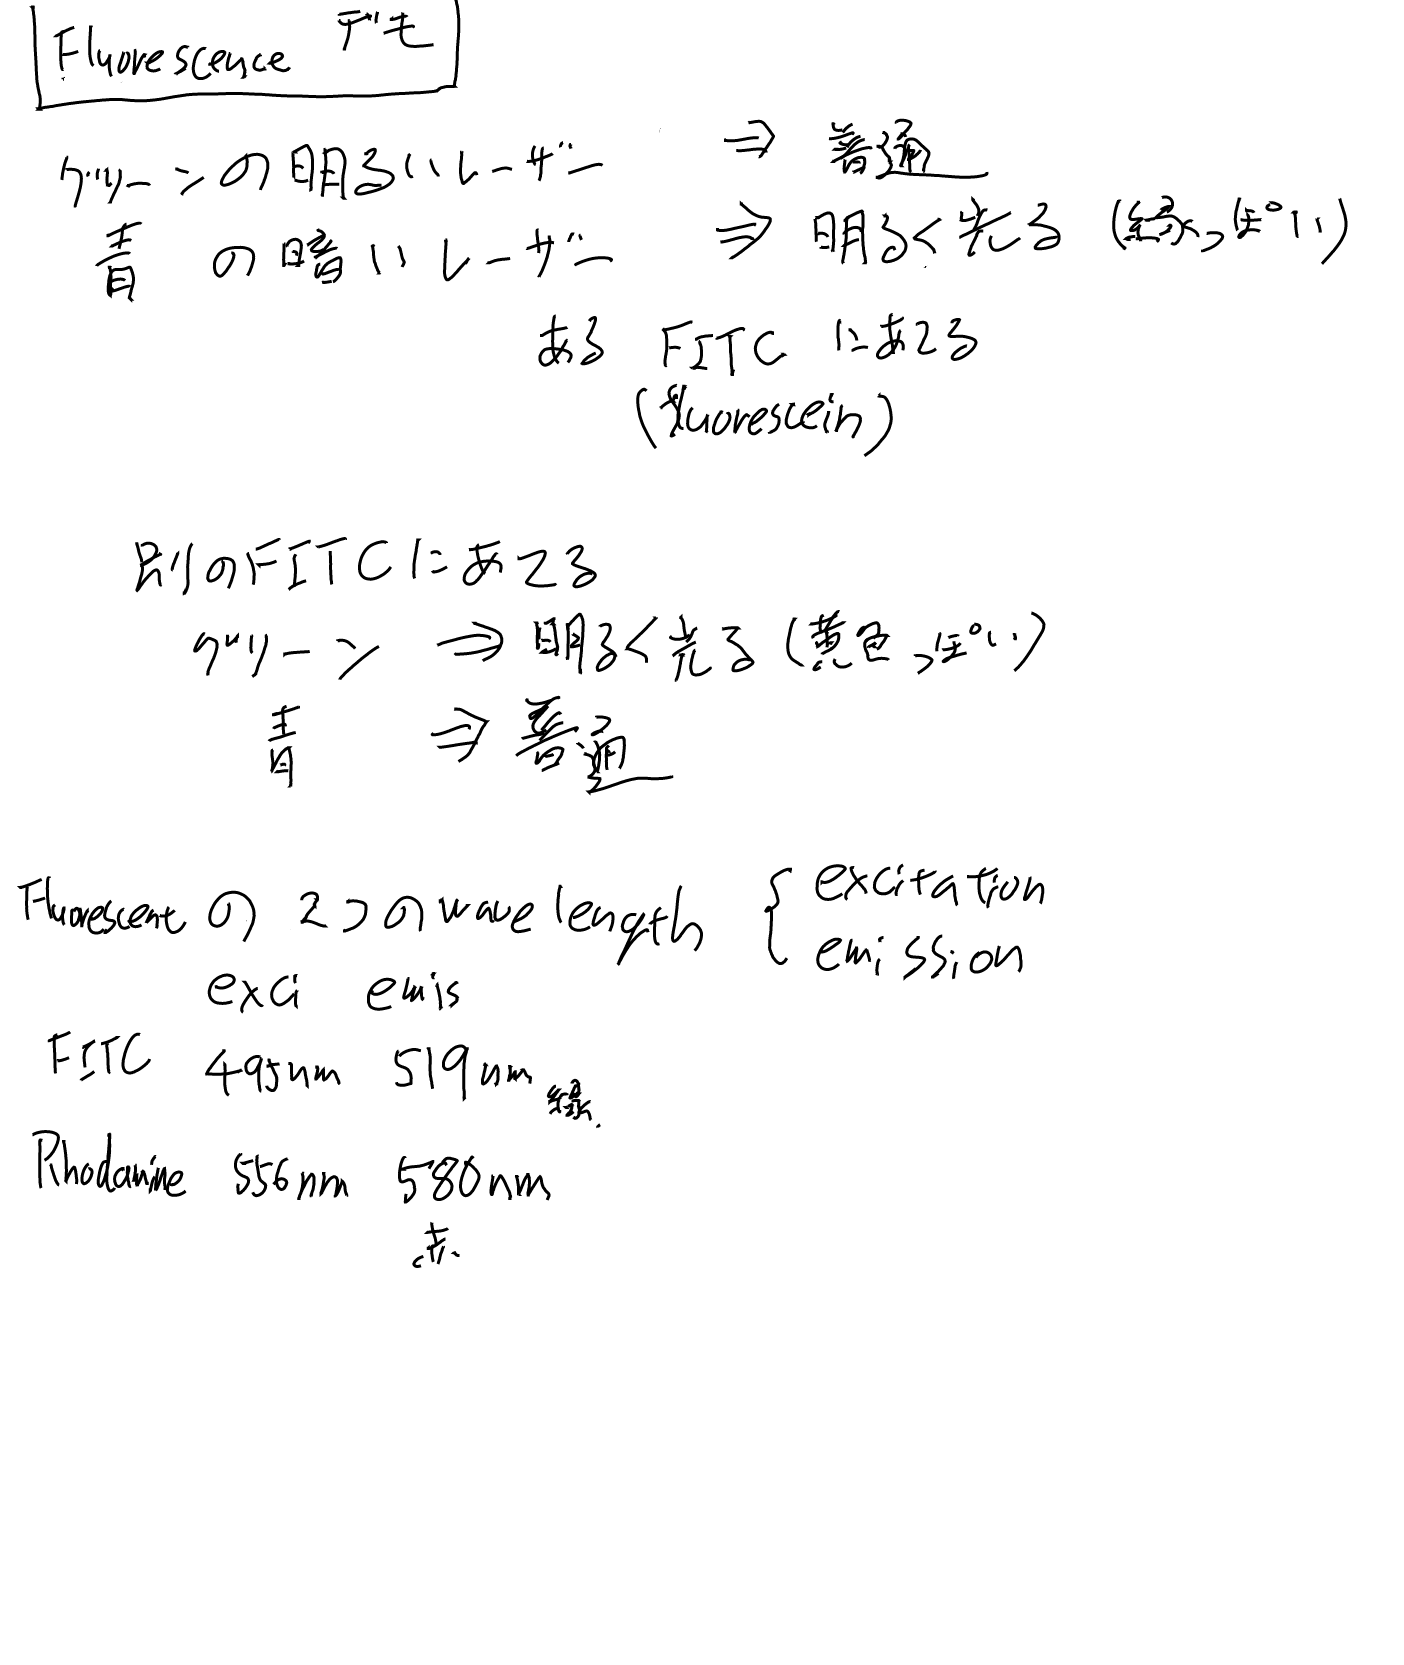 Fluorescence デモ
グリーンの明るいレーザー ⇒ 普通
青 の暗いレーザー ⇒ 明るく光る (緑っぽい)
ある FITC にあてる
(fluorescein)
別のFITCにあてる
グリーン ⇒ 明るく光る (黄色っぽい)
青 ⇒ 普通
Fluorescent の 2つのwave length { excitation
emission
exci emis
FITC 495nm 519nm 緑
Rhodamine 556nm 580nm
赤